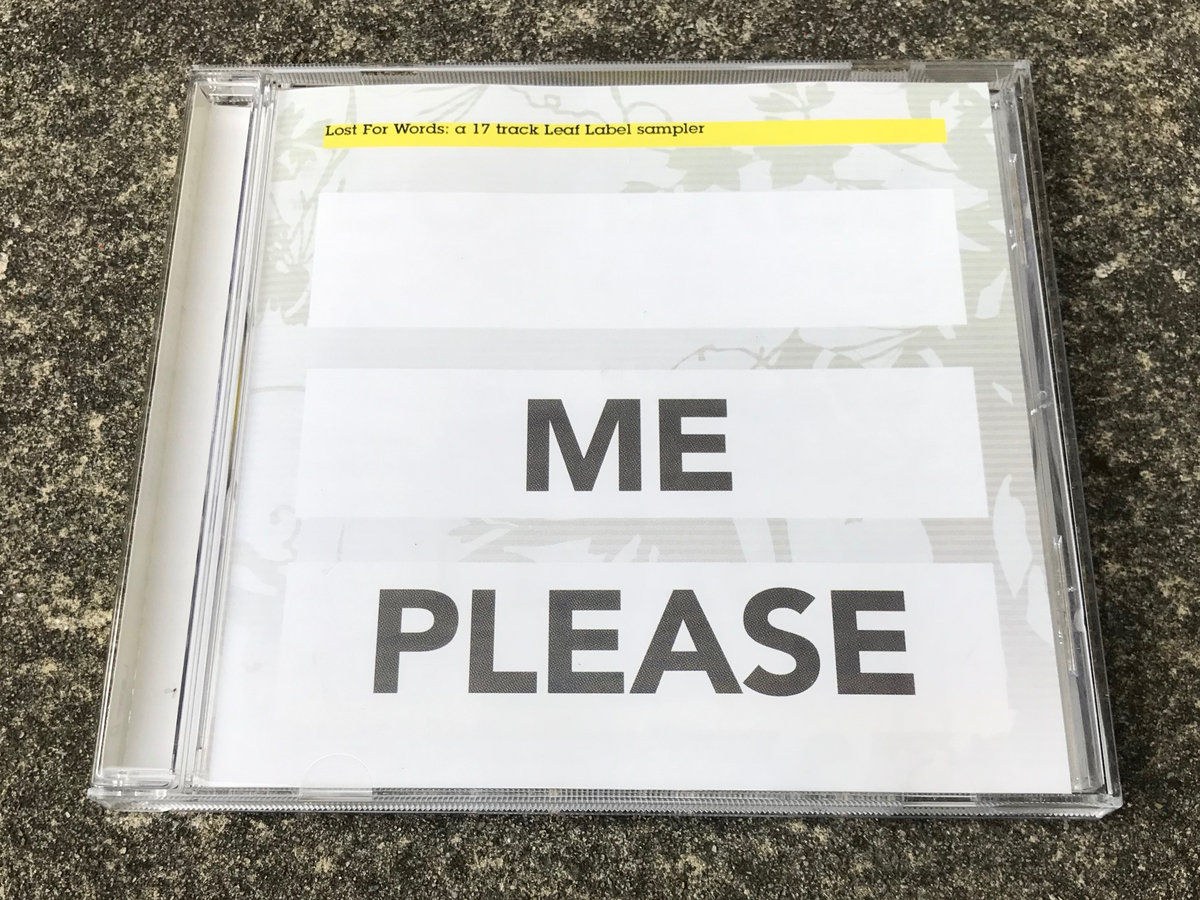 Lost For Words: a 17 track Leaf Label sampler
ME
PLEASE